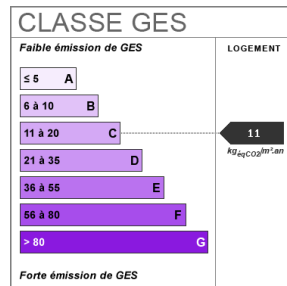 CLASSE GES
Faible émission de GES
LOGEMENT
≤ 5 A
6 à 10 B
11 à 20 C
11
kgéqCO2/m².an
21 à 35 D
36 à 55 E
56 à 80 F
> 80 G
Forte émission de GES